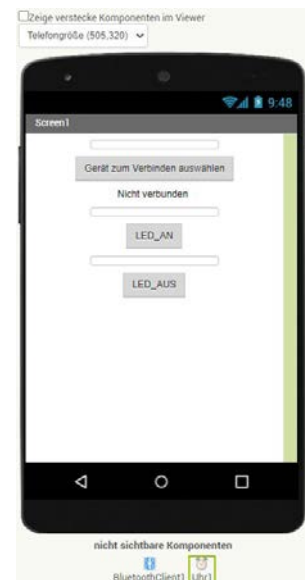 Zeige verstecke Komponenten im Viewer
Telefongröße (505,320)
9:48
Screen1
Gerät zum Verbinden auswählen
Nicht verbunden
LED_AN
LED_AUS
nicht sichtbare Komponenten
BluetoothClient1 Uhr1